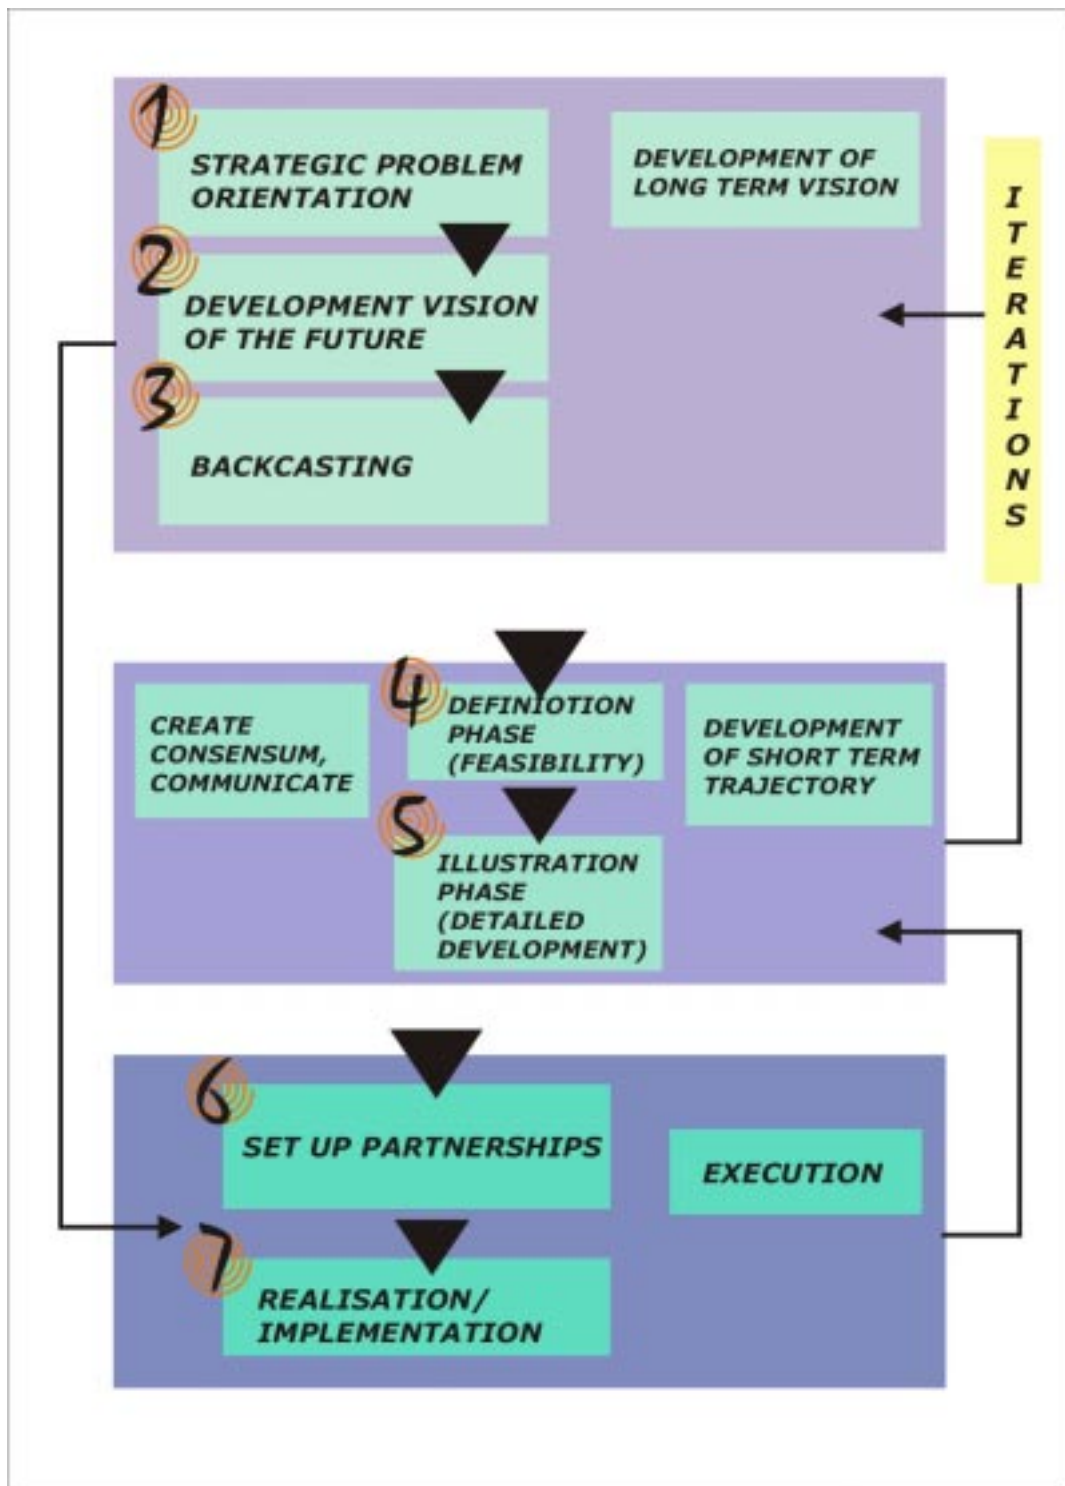 1
STRATEGIC PROBLEM
ORIENTATION
DEVELOPMENT OF
LONG TERM VISION
2
DEVELOPMENT VISION
OF THE FUTURE
3
BACKCASTING
ITERATIONS
CREATE
CONSENSUM,
COMMUNICATE
4
DEFINIOTION
PHASE
(FEASIBILITY)
DEVELOPMENT
OF SHORT TERM
TRAJECTORY
5
ILLUSTRATION
PHASE
(DETAILED
DEVELOPMENT)
6
SET UP PARTNERSHIPS
EXECUTION
7
REALISATION/
IMPLEMENTATION